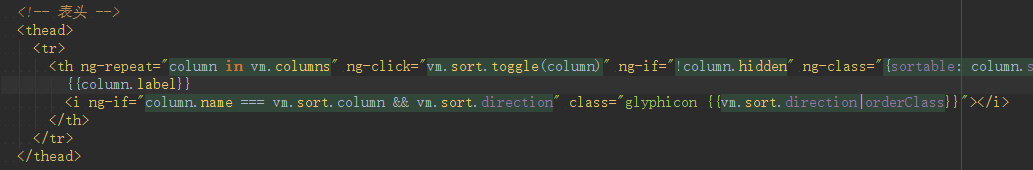 <!-- 表头 -->
<thead>
<tr>
<th ng-repeat="column in vm.columns" ng-click="vm.sort.toggle(column)" ng-if="!column.hidden" ng-class="{sortable: column.s
{{column.label}}
<i ng-if="column.name === vm.sort.column && vm.sort.direction" class="glyphicon {{vm.sort.direction|orderClass}}"></i>
</th>
</tr>
</thead>